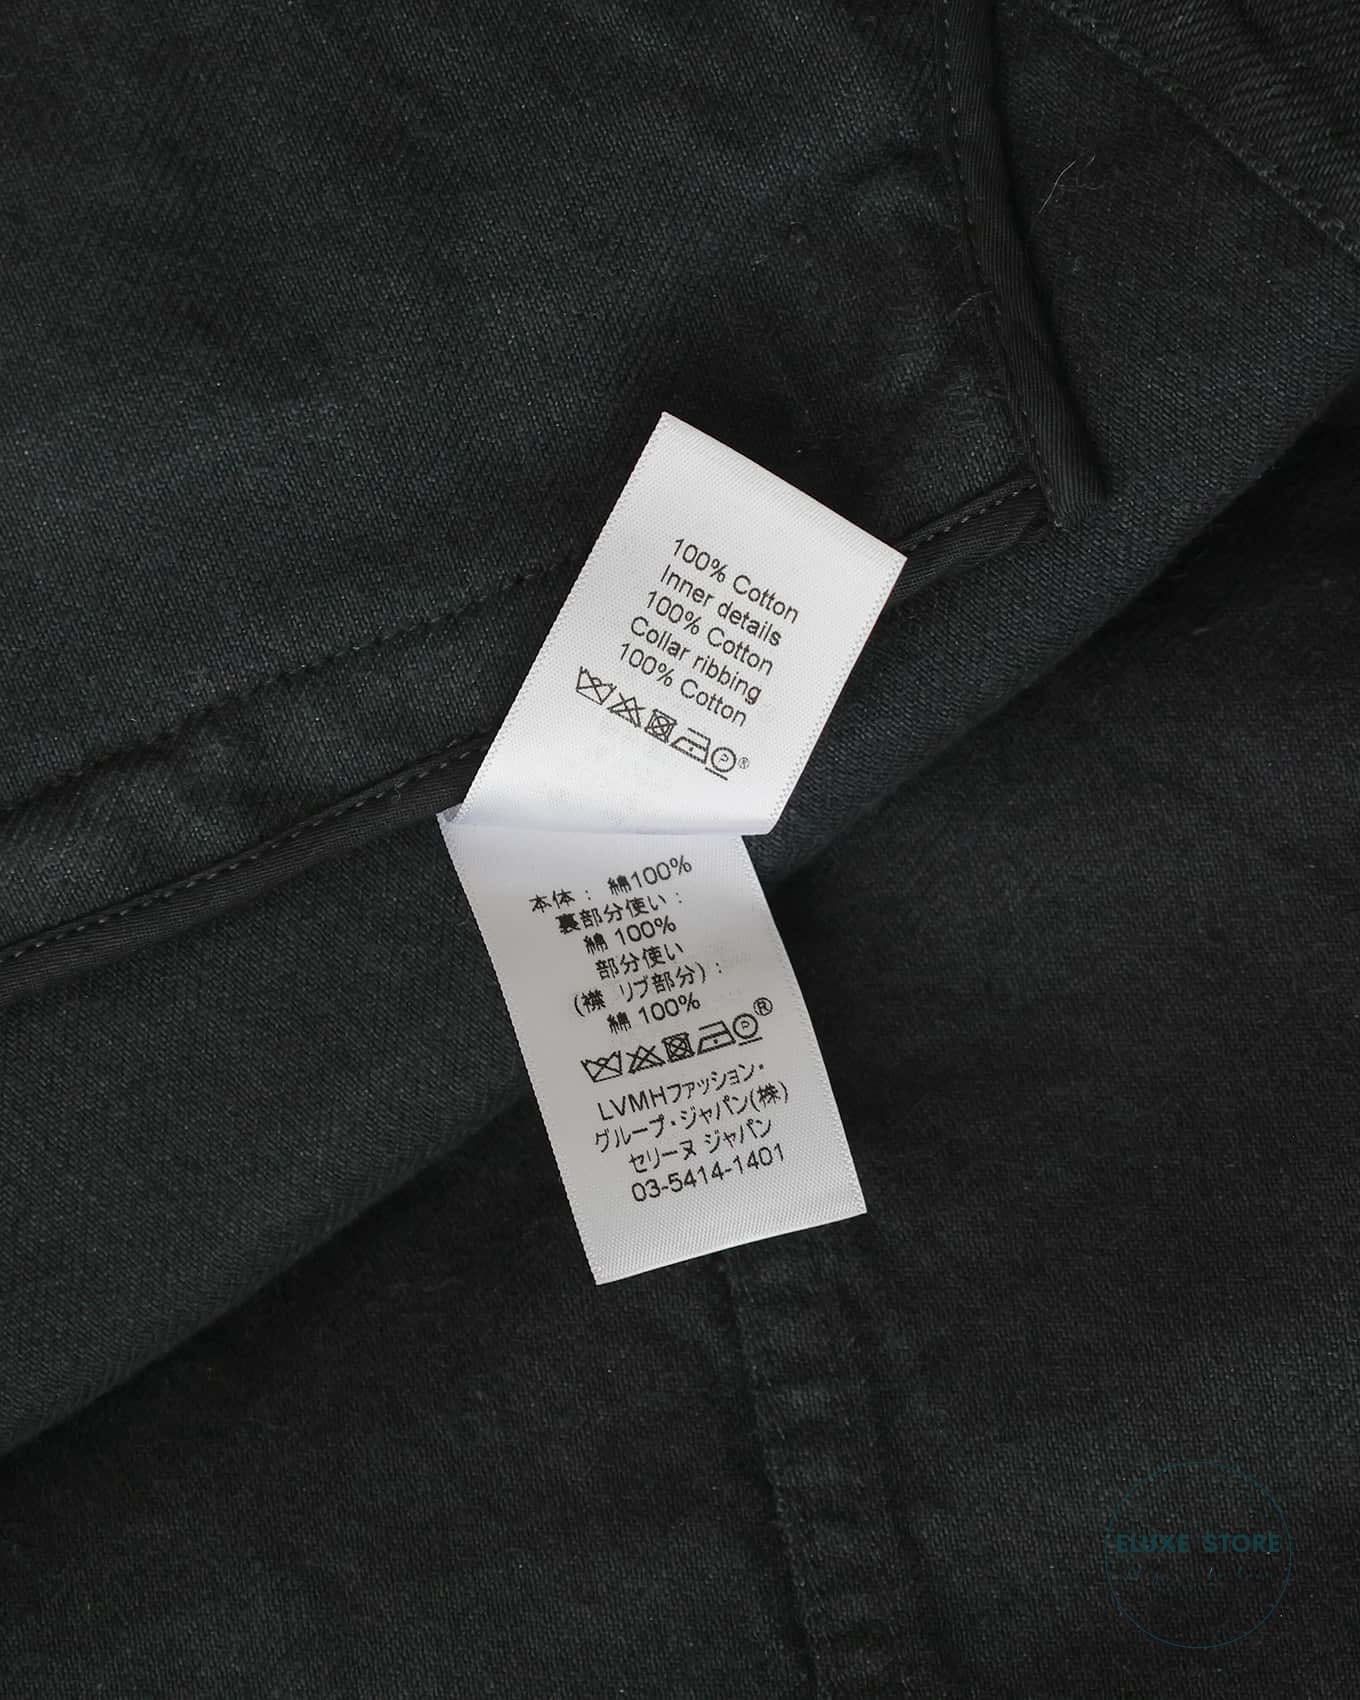 100% Cotton
Inner details
100% Cotton
Collar ribbing
100% Cotton
P®
本体： 綿100%
裏部分使い：
綿 100%
部分使い
(襟 リブ部分)：
綿 100%
P®
LVMHファッション・
グループ・ジャパン(株)
セリーヌ ジャパン
03-5414-1401
ELUXE STORE